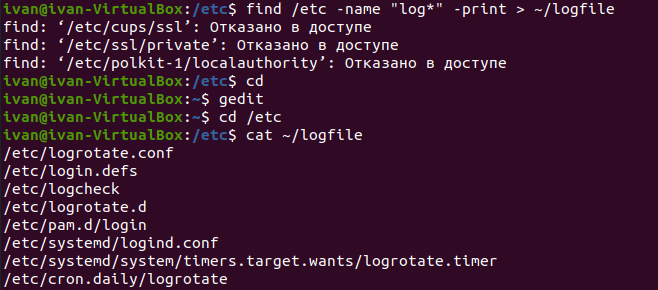 ivan@ivan-VirtualBox:/etc$ find /etc -name "log*" -print > ~/logfile
find: ‘/etc/cups/ssl’: Отказано в доступе
find: ‘/etc/ssl/private’: Отказано в доступе
find: ‘/etc/polkit-1/localauthority’: Отказано в доступе
ivan@ivan-VirtualBox:/etc$ cd
ivan@ivan-VirtualBox:~$ gedit
ivan@ivan-VirtualBox:~$ cd /etc
ivan@ivan-VirtualBox:/etc$ cat ~/logfile
/etc/logrotate.conf
/etc/login.defs
/etc/logcheck
/etc/logrotate.d
/etc/pam.d/login
/etc/systemd/logind.conf
/etc/systemd/system/timers.target.wants/logrotate.timer
/etc/cron.daily/logrotate